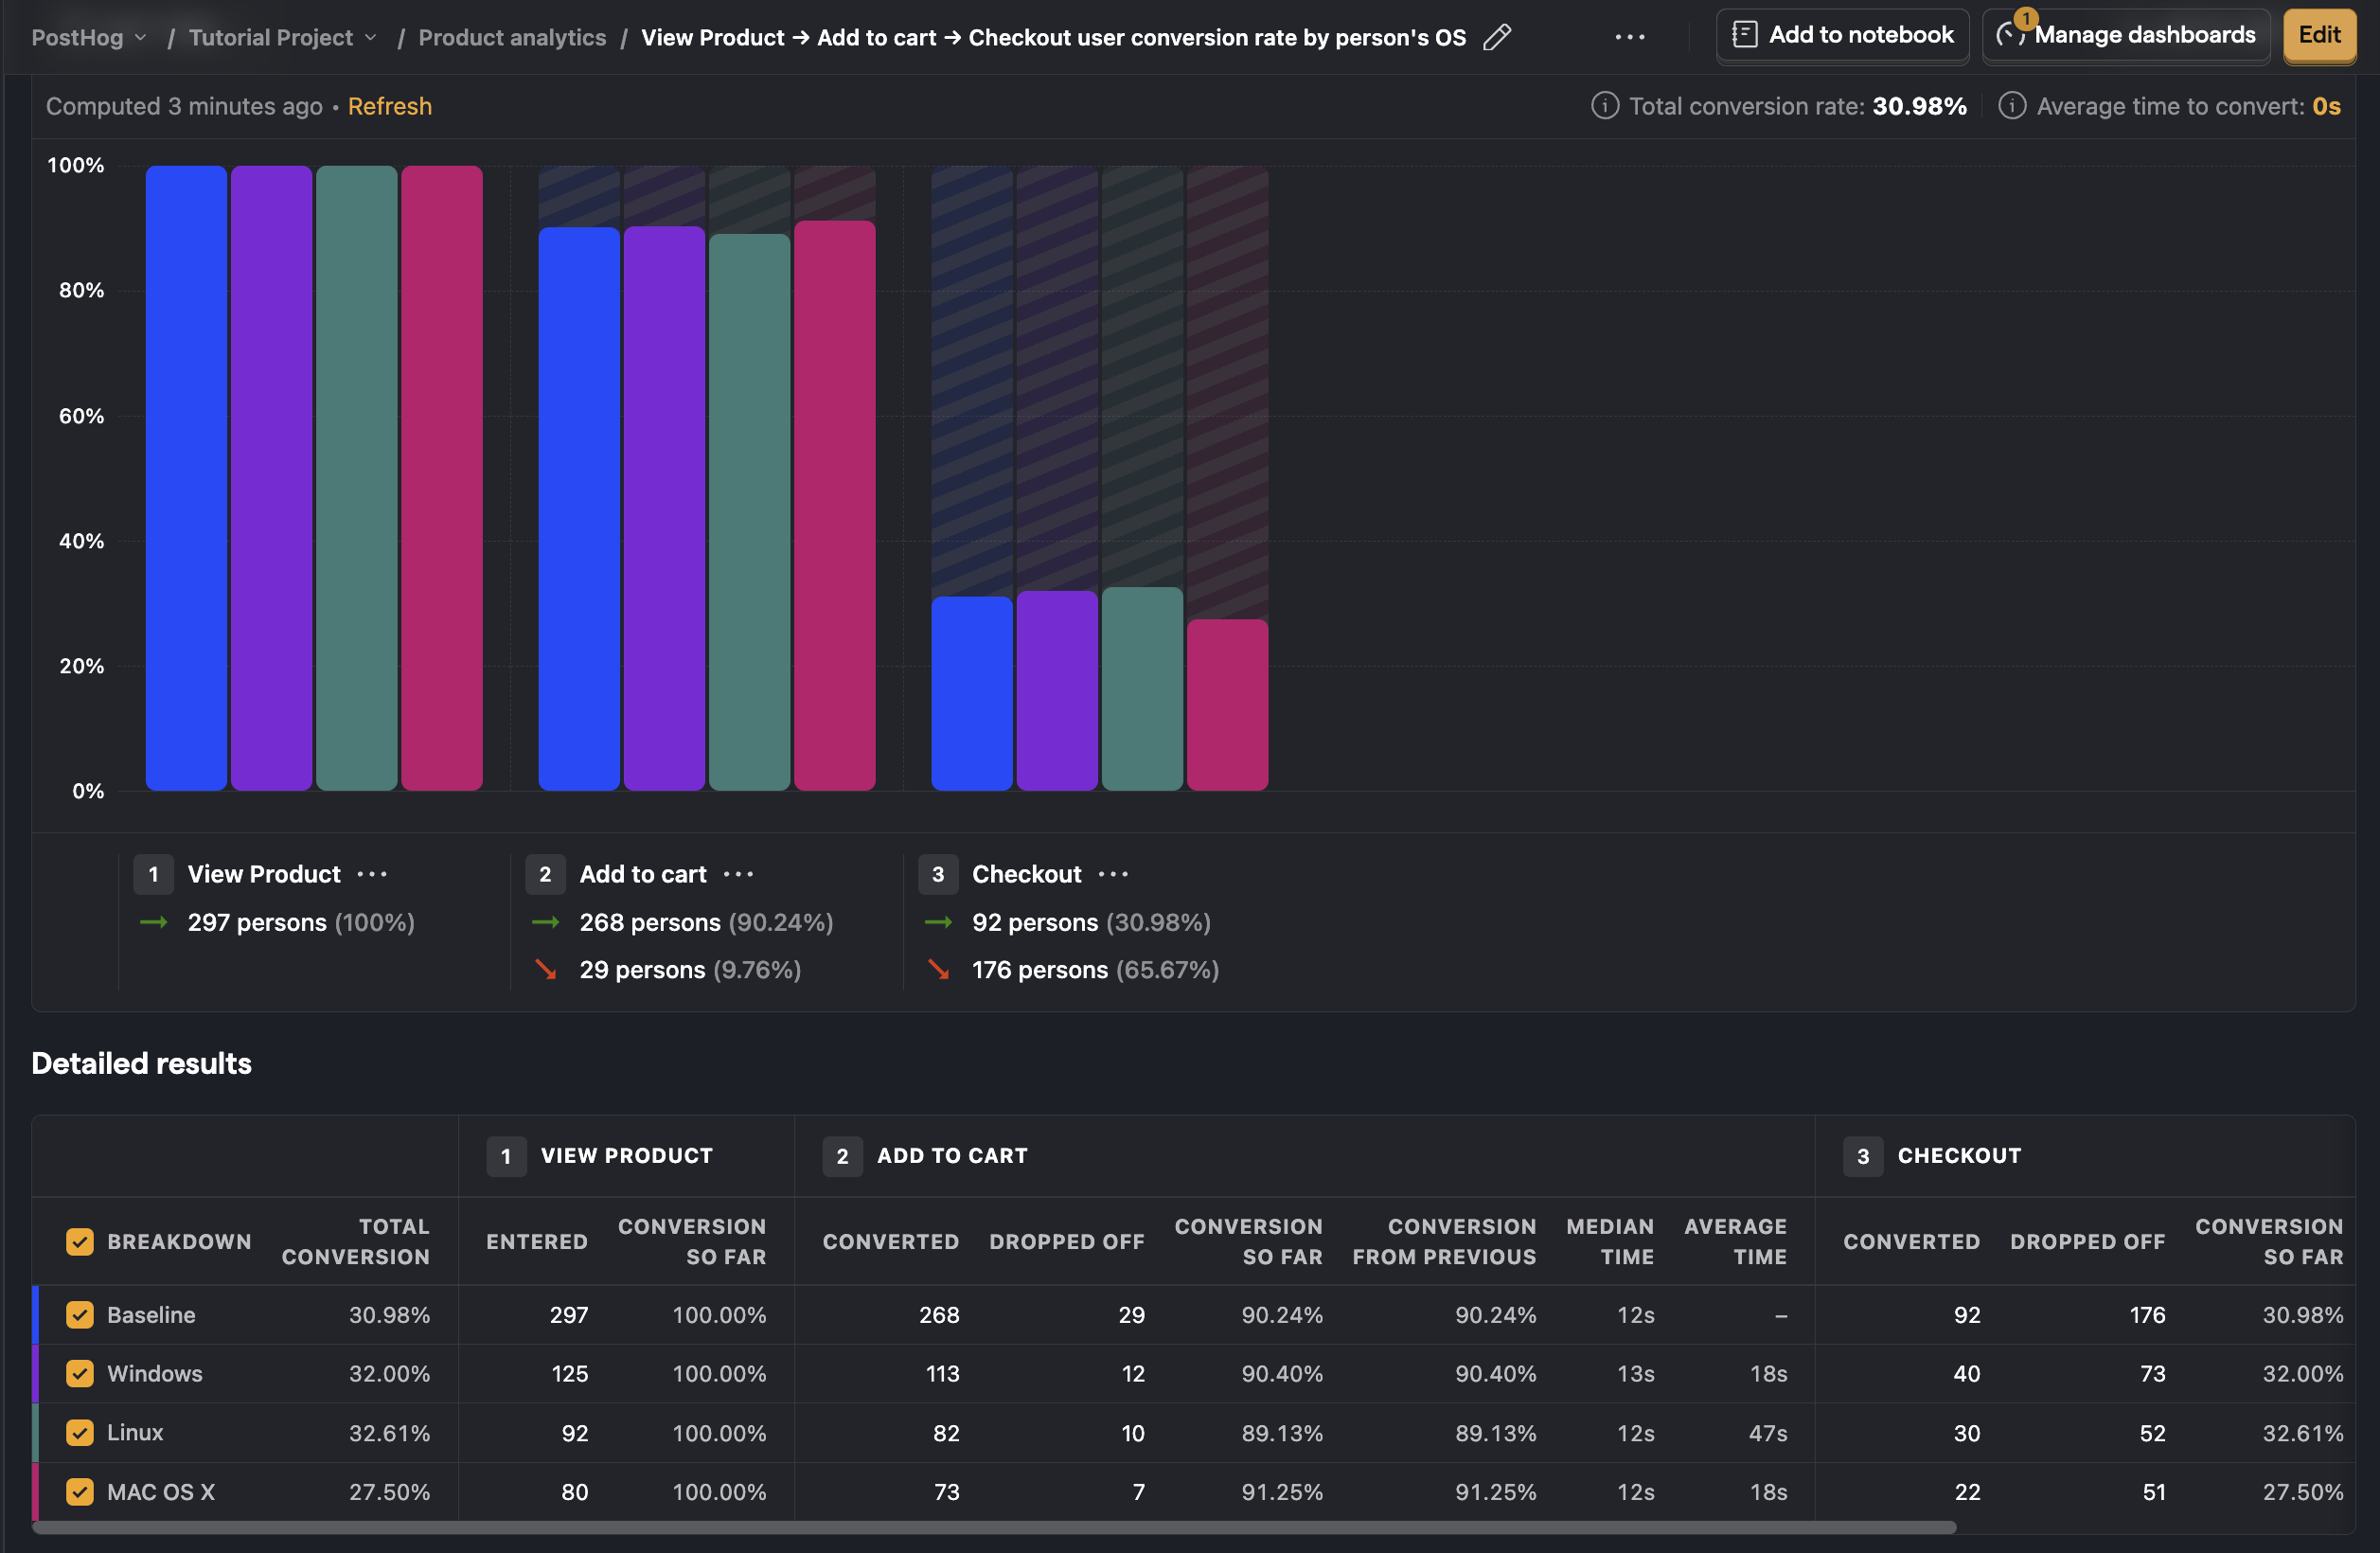 PostHog / Tutorial Project / Product analytics / View Product → Add to cart → Checkout user conversion rate by person's OS
Add to notebook
1
Manage dashboards
Edit
Computed 3 minutes ago • Refresh
Total conversion rate: 30.98%
Average time to convert: 0s
100%
80%
60%
40%
20%
0%
1 View Product
→ 297 persons (100%)
2 Add to cart
→ 268 persons (90.24%)
29 persons (9.76%)
3 Checkout
→ 92 persons (30.98%)
176 persons (65.67%)
Detailed results
1 VIEW PRODUCT 2 ADD TO CART 3 CHECKOUT
BREAKDOWN TOTAL CONVERSION ENTERED CONVERSION SO FAR CONVERTED DROPPED OFF CONVERSION SO FAR CONVERSION FROM PREVIOUS MEDIAN TIME AVERAGE TIME CONVERTED DROPPED OFF CONVERSION SO FAR
Baseline 30.98% 297 100.00% 268 29 90.24% 90.24% 12s – 92 176 30.98%
Windows 32.00% 125 100.00% 113 12 90.40% 90.40% 13s 18s 40 73 32.00%
Linux 32.61% 92 100.00% 82 10 89.13% 89.13% 12s 47s 30 52 32.61%
MAC OS X 27.50% 80 100.00% 73 7 91.25% 91.25% 12s 18s 22 51 27.50%